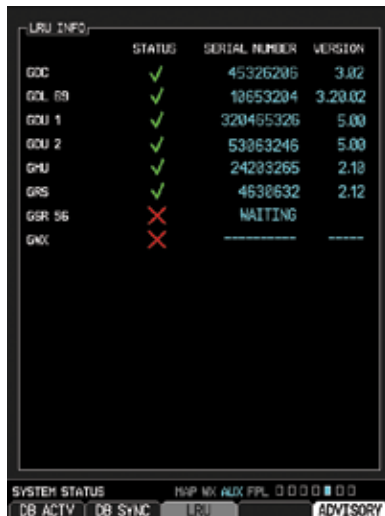 LRU INFO
STATUS SERIAL NUMBER VERSION
GDC 45326206 3.02
GDL 69 10653204 3.20.02
GDU 1 320465326 5.00
GDU 2 53063246 5.00
GMU 24203265 2.10
GRS 4630632 2.12
GSR 56 WAITING
GWX ---------- -----
SYSTEM STATUS MAP WX AUX FPL
DB ACTV DB SYNC LRU ADVISORY